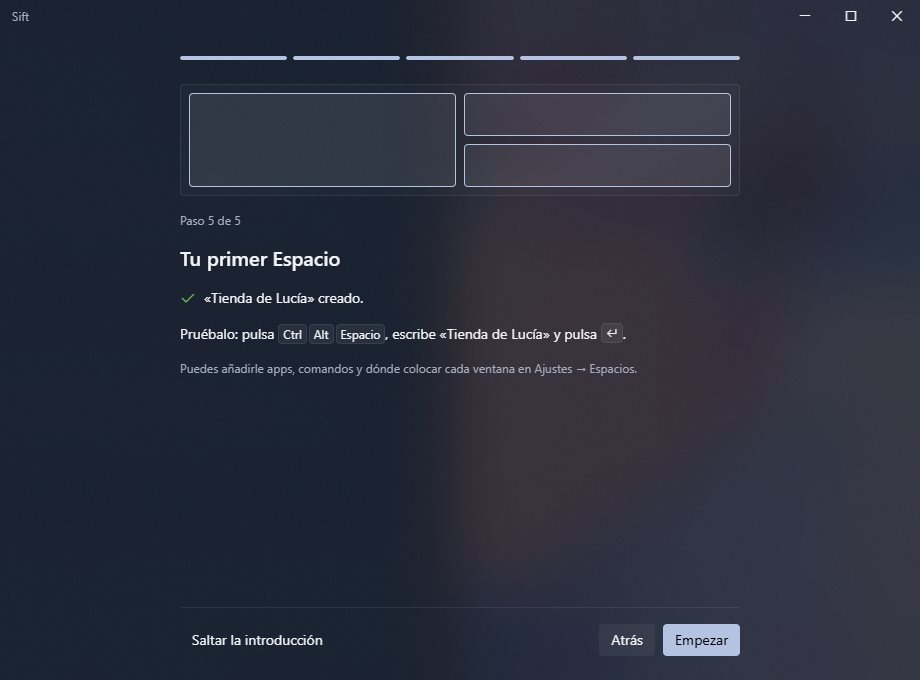 Sift
Paso 5 de 5
Tu primer Espacio
«Tienda de Lucía» creado.
Pruébalo: pulsa Ctrl Alt Espacio, escribe «Tienda de Lucía» y pulsa ↵.
Puedes añadirle apps, comandos y dónde colocar cada ventana en Ajustes → Espacios.
Saltar la introducción
Atrás
Empezar